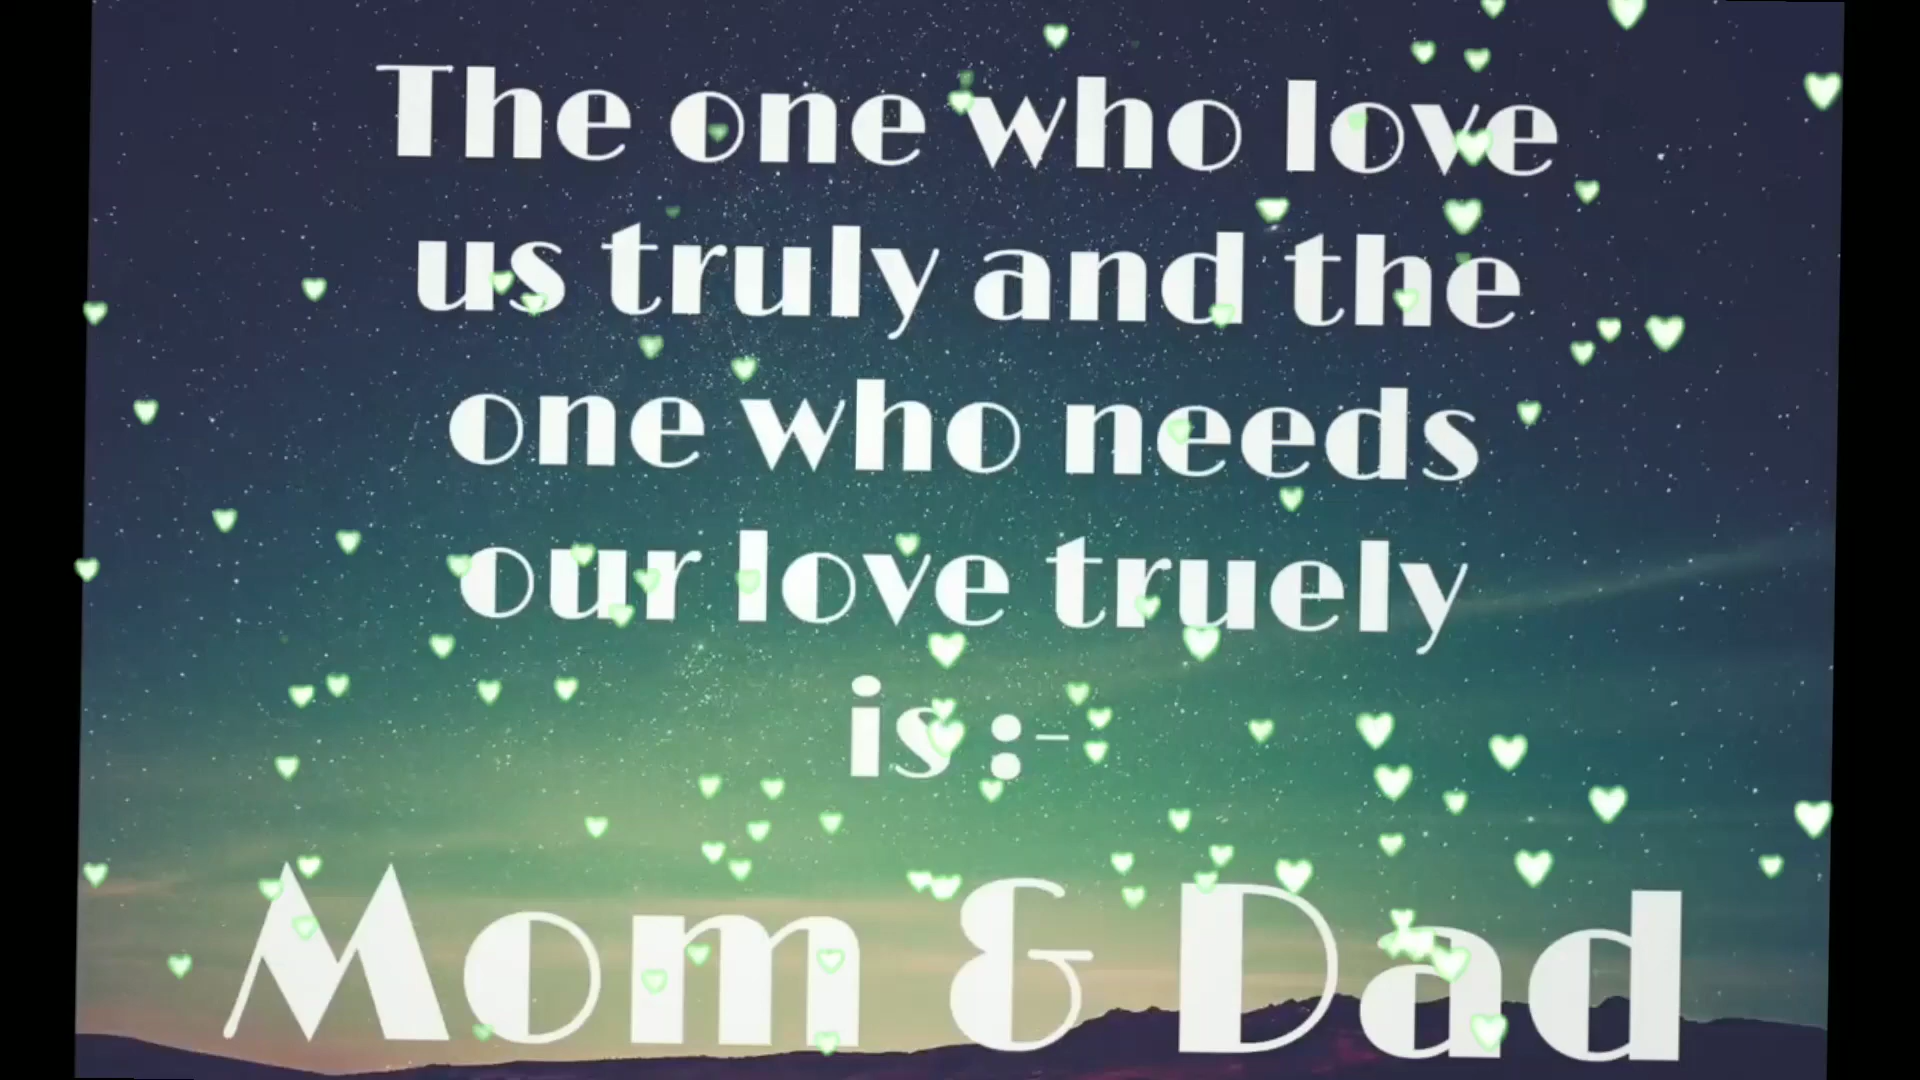 The one who love
us truly and the
one who needs
our love truely
is :-
Mom & Dad